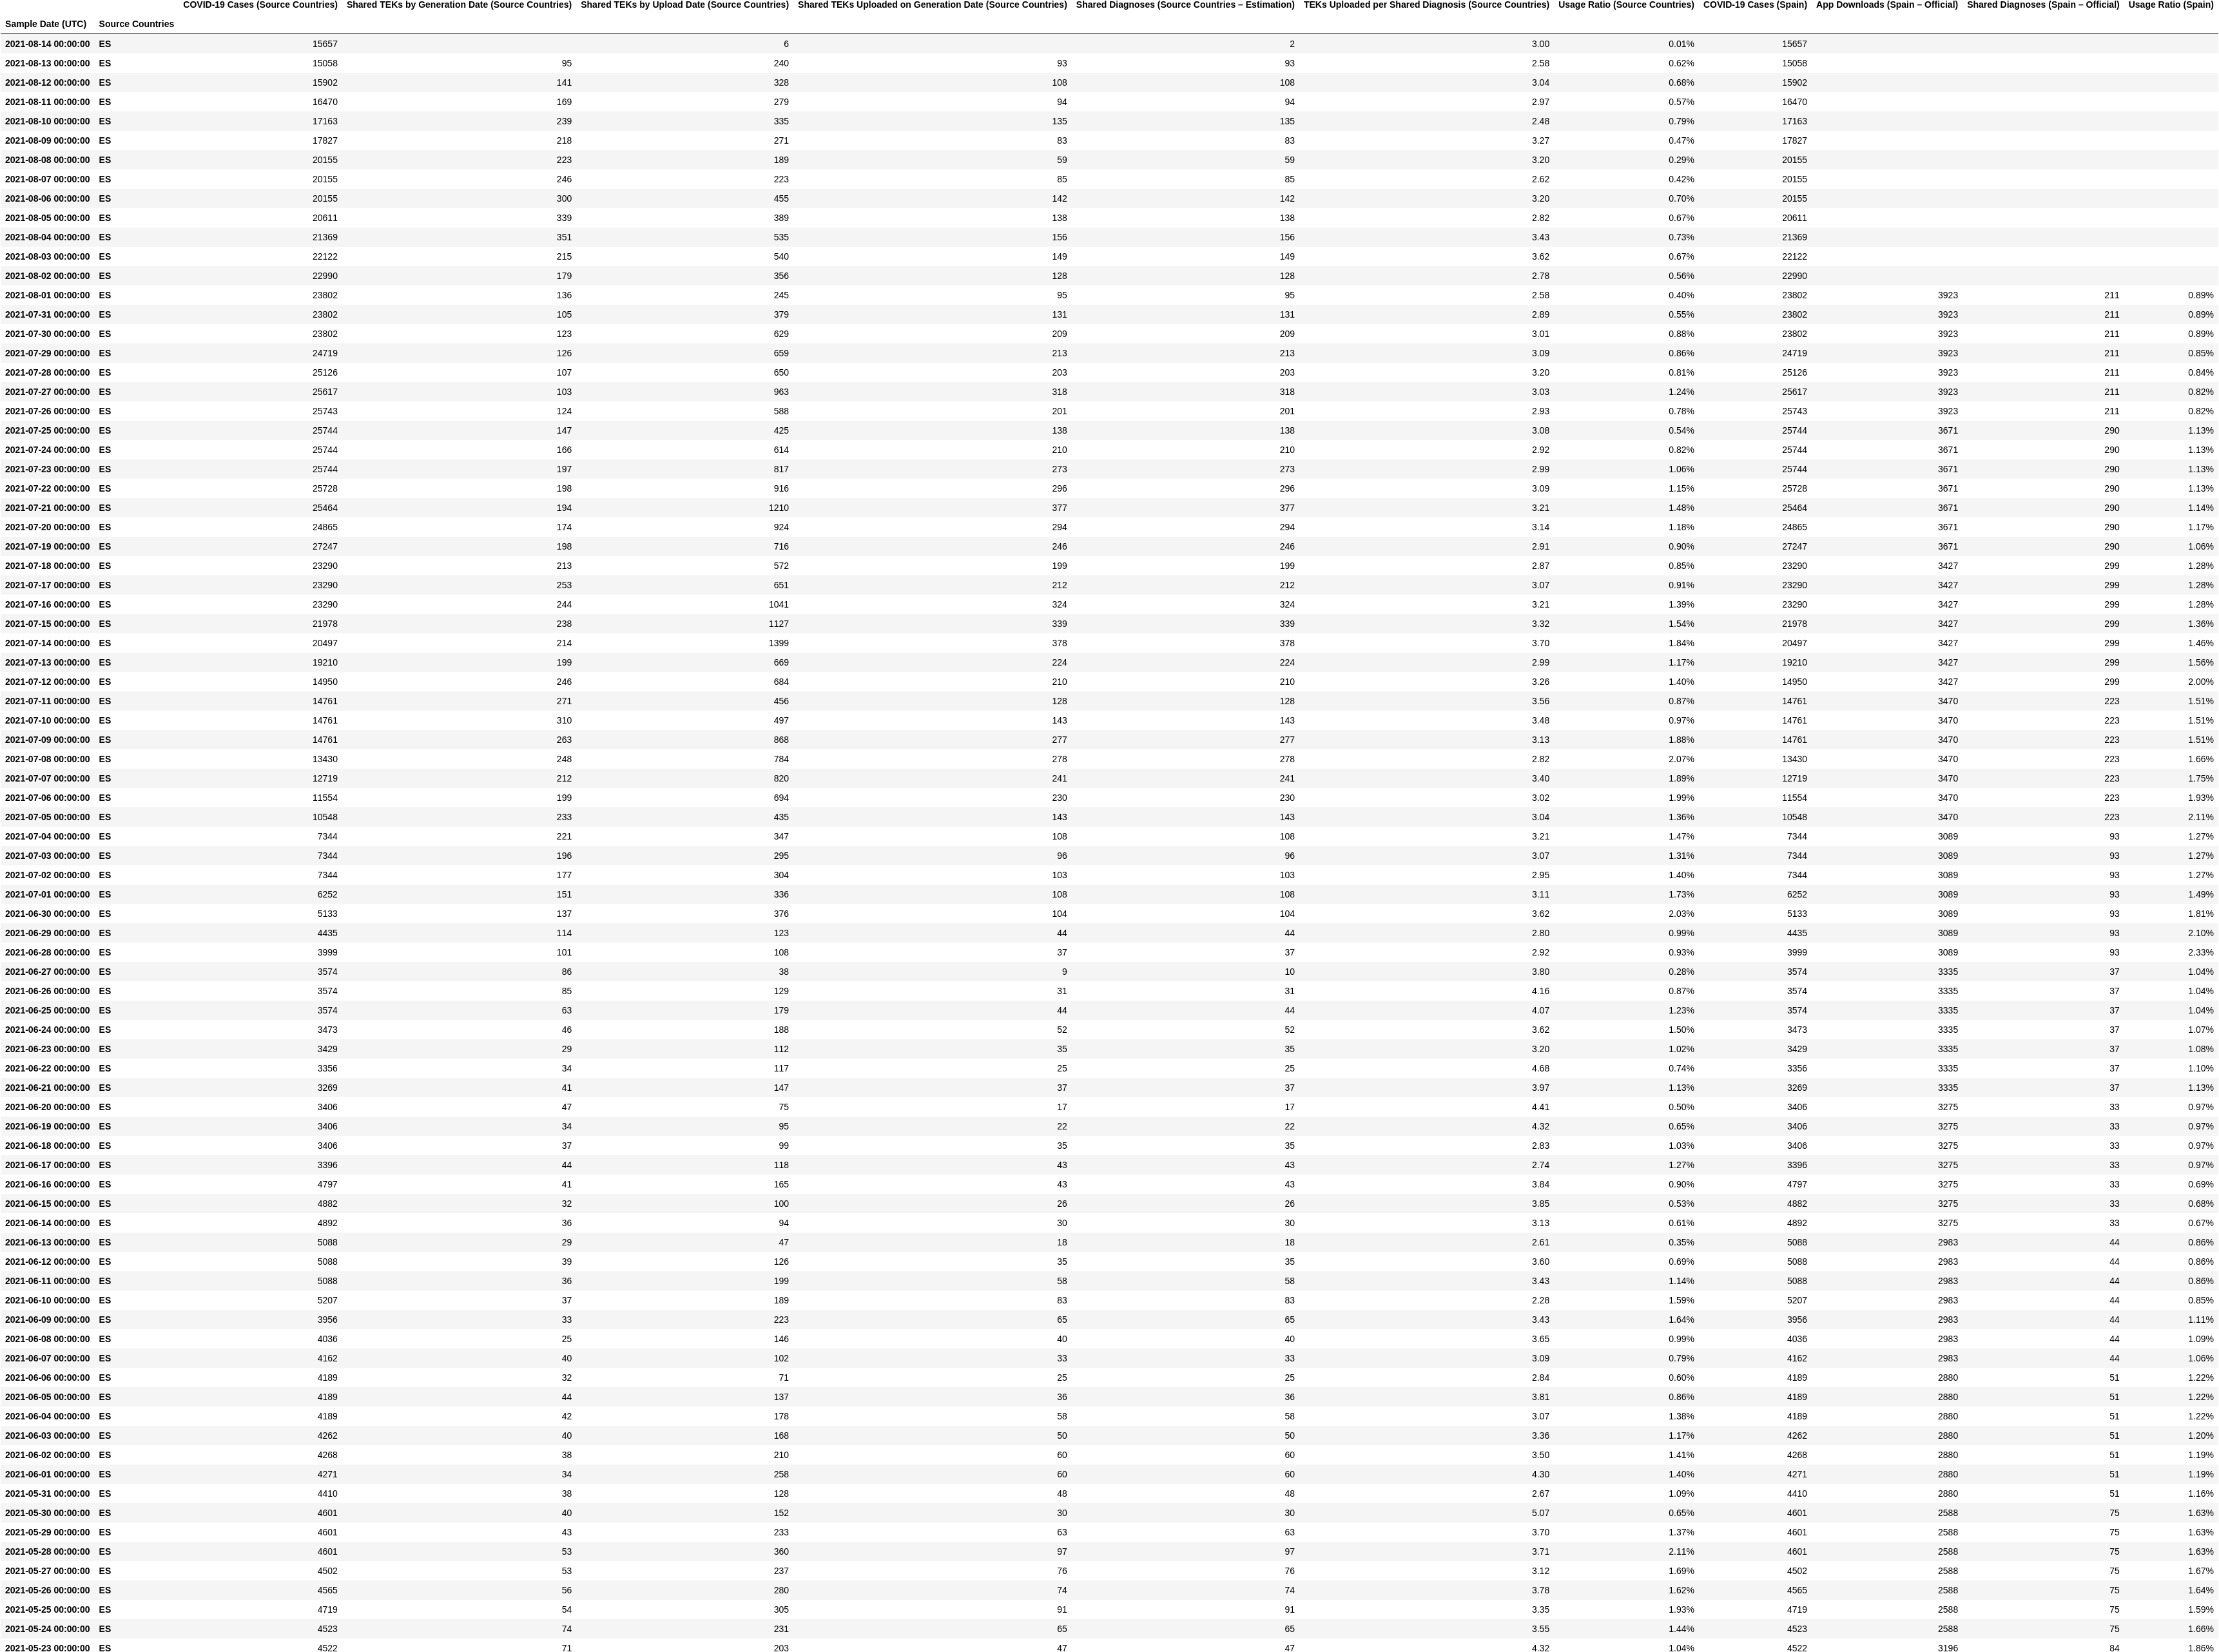 COVID-19 Cases (Source Countries) Shared TEKs by Generation Date (Source Countries) Shared TEKs by Upload Date (Source Countries) Shared TEKs Uploaded on Generation Date (Source Countries) Shared Diagnoses (Source Countries – Estimation) TEKs Uploaded per Shared Diagnosis (Source Countries) Usage Ratio (Source Countries) COVID-19 Cases (Spain) App Downloads (Spain – Official) Shared Diagnoses (Spain – Official) Usage Ratio (Spain)
Sample Date (UTC) Source Countries
2021-08-14 00:00:00 ES 15657 6 2 3.00 0.01% 15657
2021-08-13 00:00:00 ES 15058 95 240 93 93 2.58 0.62% 15058
2021-08-12 00:00:00 ES 15902 141 328 108 108 3.04 0.68% 15902
2021-08-11 00:00:00 ES 16470 169 279 94 94 2.97 0.57% 16470
2021-08-10 00:00:00 ES 17163 239 335 135 135 2.48 0.79% 17163
2021-08-09 00:00:00 ES 17827 218 271 83 83 3.27 0.47% 17827
2021-08-08 00:00:00 ES 20155 223 189 59 59 3.20 0.29% 20155
2021-08-07 00:00:00 ES 20155 246 223 85 85 2.62 0.42% 20155
2021-08-06 00:00:00 ES 20155 300 455 142 142 3.20 0.70% 20155
2021-08-05 00:00:00 ES 20611 339 389 138 138 2.82 0.67% 20611
2021-08-04 00:00:00 ES 21369 351 535 156 156 3.43 0.73% 21369
2021-08-03 00:00:00 ES 22122 215 540 149 149 3.62 0.67% 22122
2021-08-02 00:00:00 ES 22990 179 356 128 128 2.78 0.56% 22990
2021-08-01 00:00:00 ES 23802 136 245 95 95 2.58 0.40% 23802 3923 211 0.89%
2021-07-31 00:00:00 ES 23802 105 379 131 131 2.89 0.55% 23802 3923 211 0.89%
2021-07-30 00:00:00 ES 23802 123 629 209 209 3.01 0.88% 23802 3923 211 0.89%
2021-07-29 00:00:00 ES 24719 126 659 213 213 3.09 0.86% 24719 3923 211 0.85%
2021-07-28 00:00:00 ES 25126 107 650 203 203 3.20 0.81% 25126 3923 211 0.84%
2021-07-27 00:00:00 ES 25617 103 963 318 318 3.03 1.24% 25617 3923 211 0.82%
2021-07-26 00:00:00 ES 25743 124 588 201 201 2.93 0.78% 25743 3923 211 0.82%
2021-07-25 00:00:00 ES 25744 147 425 138 138 3.08 0.54% 25744 3671 290 1.13%
2021-07-24 00:00:00 ES 25744 166 614 210 210 2.92 0.82% 25744 3671 290 1.13%
2021-07-23 00:00:00 ES 25744 197 817 273 273 2.99 1.06% 25744 3671 290 1.13%
2021-07-22 00:00:00 ES 25728 198 916 296 296 3.09 1.15% 25728 3671 290 1.13%
2021-07-21 00:00:00 ES 25464 194 1210 377 377 3.21 1.48% 25464 3671 290 1.14%
2021-07-20 00:00:00 ES 24865 174 924 294 294 3.14 1.18% 24865 3671 290 1.17%
2021-07-19 00:00:00 ES 27247 198 716 246 246 2.91 0.90% 27247 3671 290 1.06%
2021-07-18 00:00:00 ES 23290 213 572 199 199 2.87 0.85% 23290 3427 299 1.28%
2021-07-17 00:00:00 ES 23290 253 651 212 212 3.07 0.91% 23290 3427 299 1.28%
2021-07-16 00:00:00 ES 23290 244 1041 324 324 3.21 1.39% 23290 3427 299 1.28%
2021-07-15 00:00:00 ES 21978 238 1127 339 339 3.32 1.54% 21978 3427 299 1.36%
2021-07-14 00:00:00 ES 20497 214 1399 378 378 3.70 1.84% 20497 3427 299 1.46%
2021-07-13 00:00:00 ES 19210 199 669 224 224 2.99 1.17% 19210 3427 299 1.56%
2021-07-12 00:00:00 ES 14950 246 684 210 210 3.26 1.40% 14950 3427 299 2.00%
2021-07-11 00:00:00 ES 14761 271 456 128 128 3.56 0.87% 14761 3470 223 1.51%
2021-07-10 00:00:00 ES 14761 310 497 143 143 3.48 0.97% 14761 3470 223 1.51%
2021-07-09 00:00:00 ES 14761 263 868 277 277 3.13 1.88% 14761 3470 223 1.51%
2021-07-08 00:00:00 ES 13430 248 784 278 278 2.82 2.07% 13430 3470 223 1.66%
2021-07-07 00:00:00 ES 12719 212 820 241 241 3.40 1.89% 12719 3470 223 1.75%
2021-07-06 00:00:00 ES 11554 199 694 230 230 3.02 1.99% 11554 3470 223 1.93%
2021-07-05 00:00:00 ES 10548 233 435 143 143 3.04 1.36% 10548 3470 223 2.11%
2021-07-04 00:00:00 ES 7344 221 347 108 108 3.21 1.47% 7344 3089 93 1.27%
2021-07-03 00:00:00 ES 7344 196 295 96 96 3.07 1.31% 7344 3089 93 1.27%
2021-07-02 00:00:00 ES 7344 177 304 103 103 2.95 1.40% 7344 3089 93 1.27%
2021-07-01 00:00:00 ES 6252 151 336 108 108 3.11 1.73% 6252 3089 93 1.49%
2021-06-30 00:00:00 ES 5133 137 376 104 104 3.62 2.03% 5133 3089 93 1.81%
2021-06-29 00:00:00 ES 4435 114 123 44 44 2.80 0.99% 4435 3089 93 2.10%
2021-06-28 00:00:00 ES 3999 101 108 37 37 2.92 0.93% 3999 3089 93 2.33%
2021-06-27 00:00:00 ES 3574 86 38 9 10 3.80 0.28% 3574 3335 37 1.04%
2021-06-26 00:00:00 ES 3574 85 129 31 31 4.16 0.87% 3574 3335 37 1.04%
2021-06-25 00:00:00 ES 3574 63 179 44 44 4.07 1.23% 3574 3335 37 1.04%
2021-06-24 00:00:00 ES 3473 46 188 52 52 3.62 1.50% 3473 3335 37 1.07%
2021-06-23 00:00:00 ES 3429 29 112 35 35 3.20 1.02% 3429 3335 37 1.08%
2021-06-22 00:00:00 ES 3356 34 117 25 25 4.68 0.74% 3356 3335 37 1.10%
2021-06-21 00:00:00 ES 3269 41 147 37 37 3.97 1.13% 3269 3335 37 1.13%
2021-06-20 00:00:00 ES 3406 47 75 17 17 4.41 0.50% 3406 3275 33 0.97%
2021-06-19 00:00:00 ES 3406 34 95 22 22 4.32 0.65% 3406 3275 33 0.97%
2021-06-18 00:00:00 ES 3406 37 99 35 35 2.83 1.03% 3406 3275 33 0.97%
2021-06-17 00:00:00 ES 3396 44 118 43 43 2.74 1.27% 3396 3275 33 0.97%
2021-06-16 00:00:00 ES 4797 41 165 43 43 3.84 0.90% 4797 3275 33 0.69%
2021-06-15 00:00:00 ES 4882 32 100 26 26 3.85 0.53% 4882 3275 33 0.68%
2021-06-14 00:00:00 ES 4892 36 94 30 30 3.13 0.61% 4892 3275 33 0.67%
2021-06-13 00:00:00 ES 5088 29 47 18 18 2.61 0.35% 5088 2983 44 0.86%
2021-06-12 00:00:00 ES 5088 39 126 35 35 3.60 0.69% 5088 2983 44 0.86%
2021-06-11 00:00:00 ES 5088 36 199 58 58 3.43 1.14% 5088 2983 44 0.86%
2021-06-10 00:00:00 ES 5207 37 189 83 83 2.28 1.59% 5207 2983 44 0.85%
2021-06-09 00:00:00 ES 3956 33 223 65 65 3.43 1.64% 3956 2983 44 1.11%
2021-06-08 00:00:00 ES 4036 25 146 40 40 3.65 0.99% 4036 2983 44 1.09%
2021-06-07 00:00:00 ES 4162 40 102 33 33 3.09 0.79% 4162 2983 44 1.06%
2021-06-06 00:00:00 ES 4189 32 71 25 25 2.84 0.60% 4189 2880 51 1.22%
2021-06-05 00:00:00 ES 4189 44 137 36 36 3.81 0.86% 4189 2880 51 1.22%
2021-06-04 00:00:00 ES 4189 42 178 58 58 3.07 1.38% 4189 2880 51 1.22%
2021-06-03 00:00:00 ES 4262 40 168 50 50 3.36 1.17% 4262 2880 51 1.20%
2021-06-02 00:00:00 ES 4268 38 210 60 60 3.50 1.41% 4268 2880 51 1.19%
2021-06-01 00:00:00 ES 4271 34 258 60 60 4.30 1.40% 4271 2880 51 1.19%
2021-05-31 00:00:00 ES 4410 38 128 48 48 2.67 1.09% 4410 2880 51 1.16%
2021-05-30 00:00:00 ES 4601 40 152 30 30 5.07 0.65% 4601 2588 75 1.63%
2021-05-29 00:00:00 ES 4601 43 233 63 63 3.70 1.37% 4601 2588 75 1.63%
2021-05-28 00:00:00 ES 4601 53 360 97 97 3.71 2.11% 4601 2588 75 1.63%
2021-05-27 00:00:00 ES 4502 53 237 76 76 3.12 1.69% 4502 2588 75 1.67%
2021-05-26 00:00:00 ES 4565 56 280 74 74 3.78 1.62% 4565 2588 75 1.64%
2021-05-25 00:00:00 ES 4719 54 305 91 91 3.35 1.93% 4719 2588 75 1.59%
2021-05-24 00:00:00 ES 4523 74 231 65 65 3.55 1.44% 4523 2588 75 1.66%
2021-05-23 00:00:00 ES 4522 71 203 47 47 4.32 1.04% 4522 3196 84 1.86%